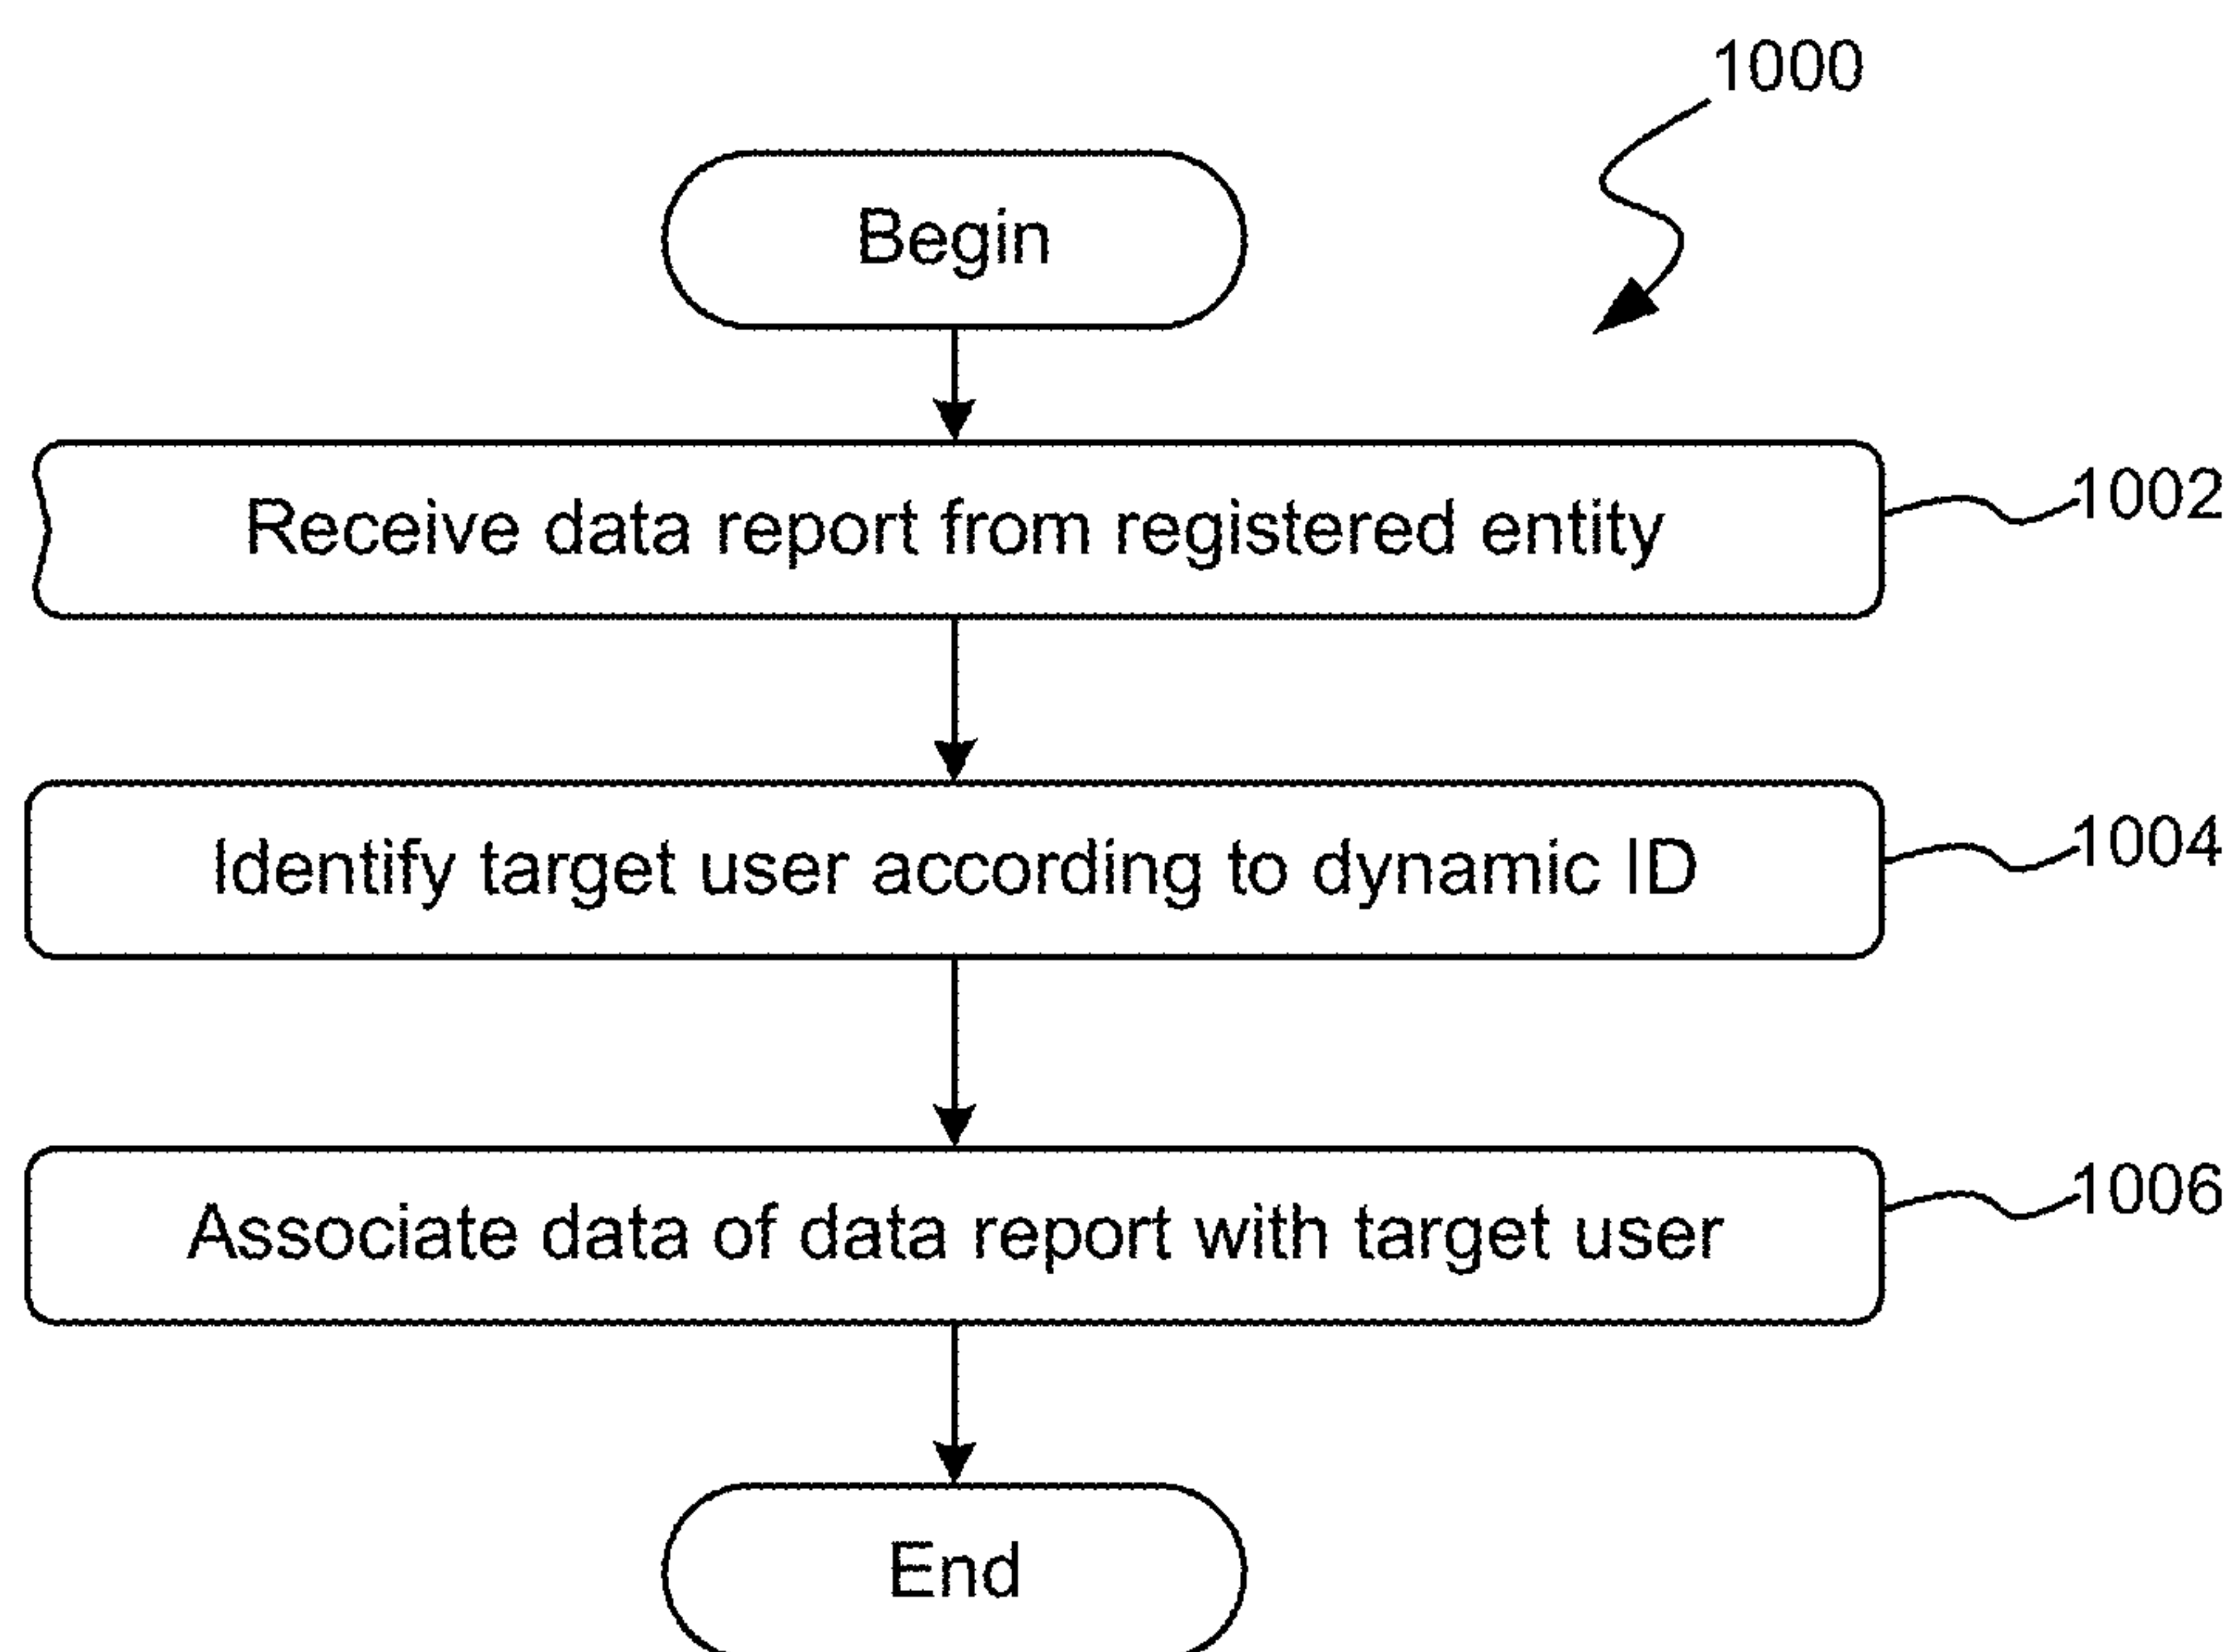 1000
Begin
Receive data report from registered entity
1002
Identify target user according to dynamic ID
1004
Associate data of data report with target user
1006
End